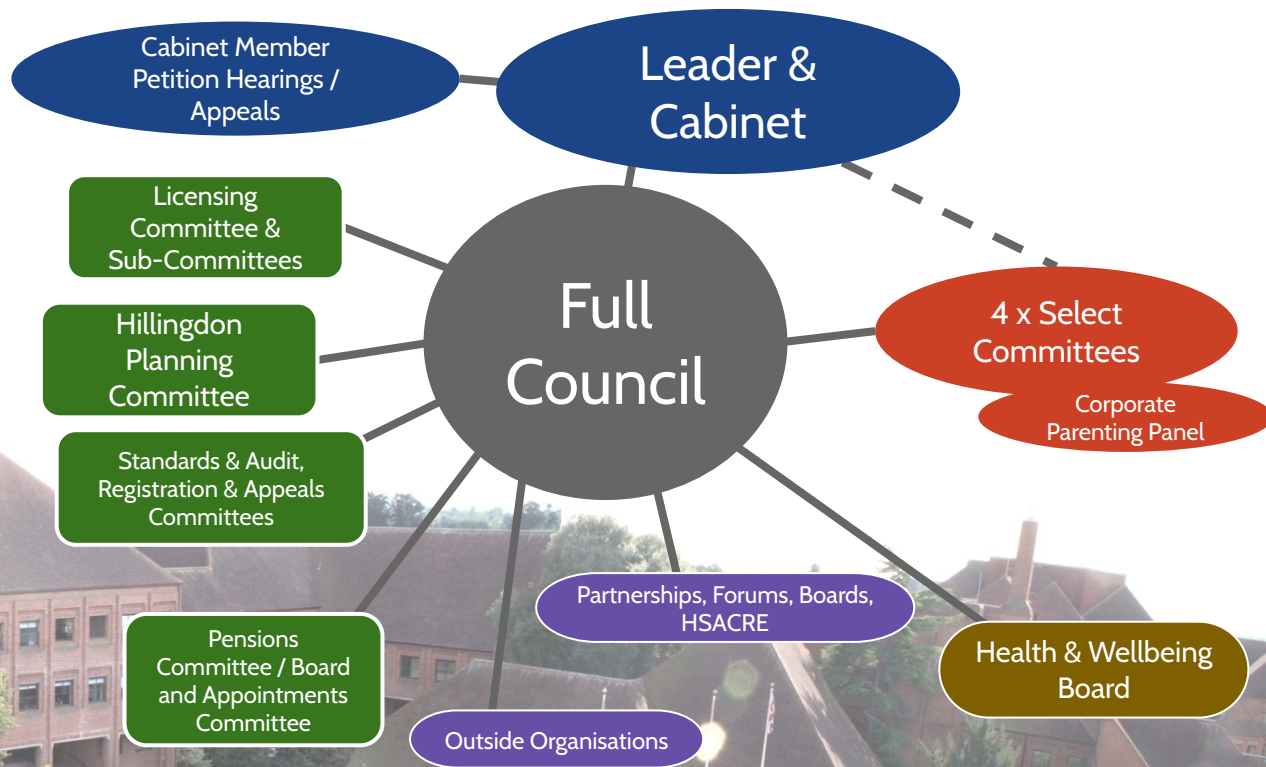 Cabinet Member
Petition Hearings /
Appeals
Leader &
Cabinet
Licensing
Committee &
Sub-Committees
Full
Council
4 x Select
Committees
Hillingdon
Planning
Committee
Corporate
Parenting Panel
Standards & Audit,
Registration & Appeals
Committees
Partnerships, Forums, Boards,
HSACRE
Pensions
Committee / Board
and Appointments
Committee
Health & Wellbeing
Board
Outside Organisations